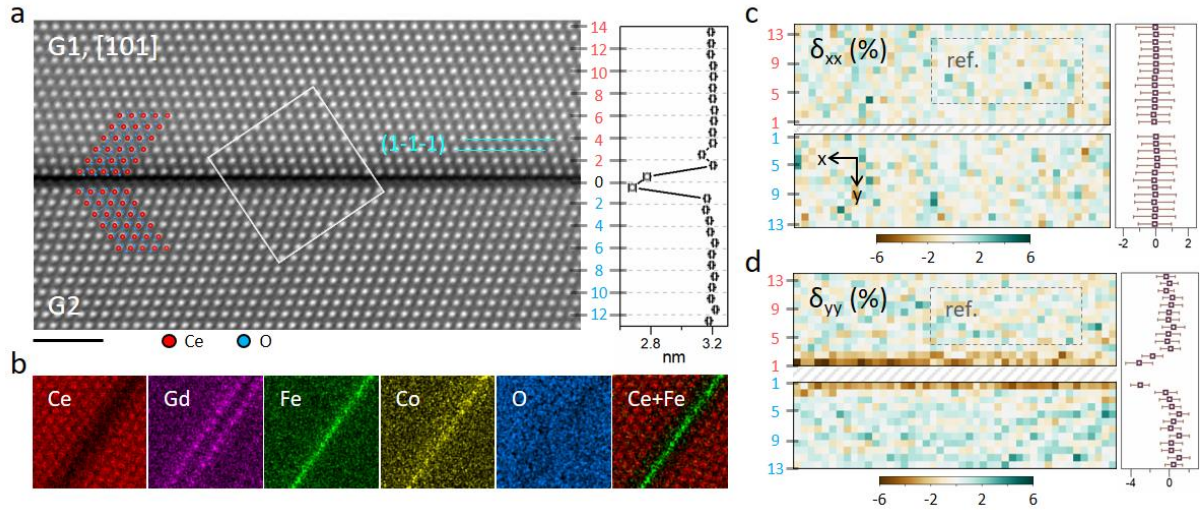 a
G1, [101]
(1-1-1)
G2
Ce
O
14
12
10
8
6
4
2
0
2
4
6
8
10
12
2.8
3.2
nm
b
Ce
Gd
Fe
Co
O
Ce+Fe
c
δxx (%)
ref.
13
9
5
1
1
5
9
13
x
y
-6
-2
2
6
-2
0
2
d
δyy (%)
ref.
13
9
5
1
1
5
9
13
-6
-2
2
6
-4
0